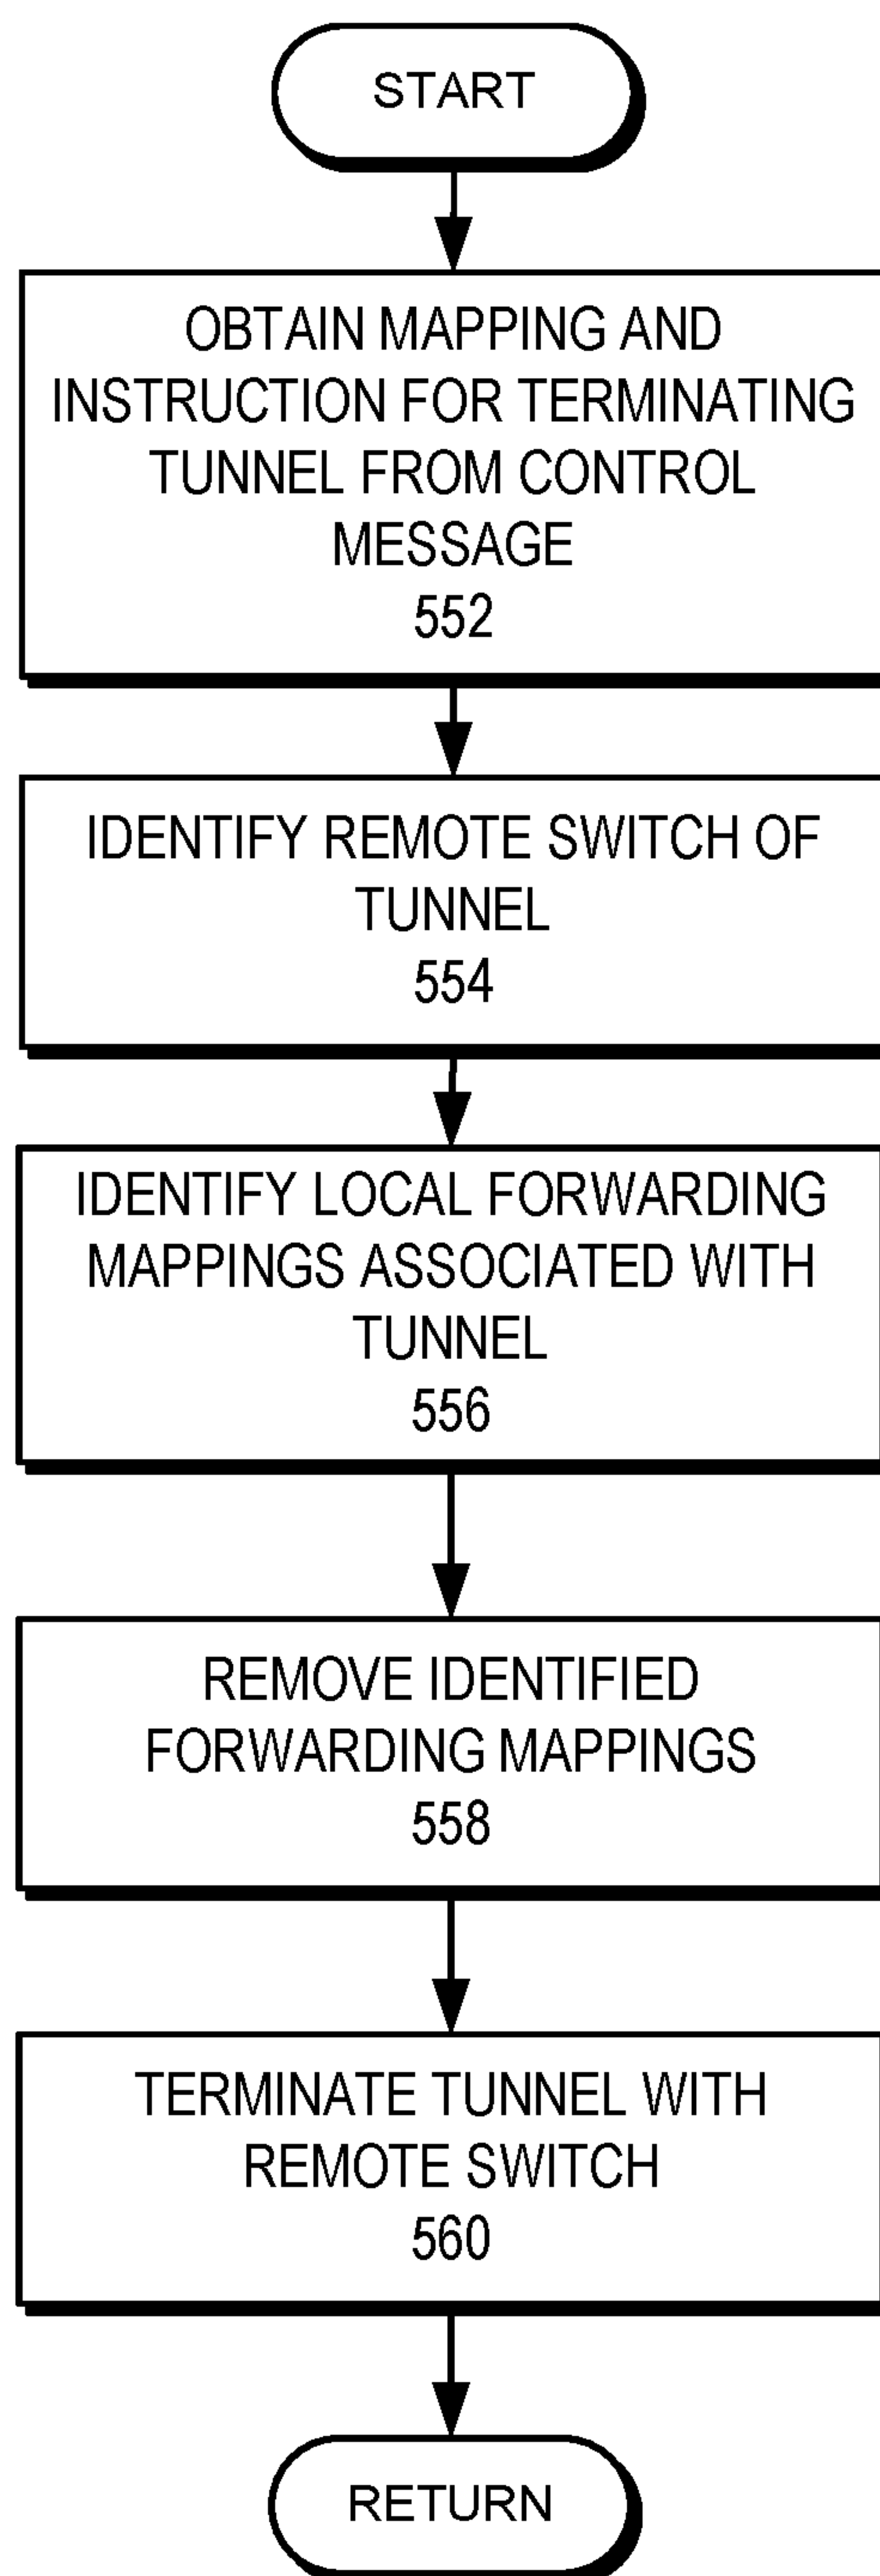 START
OBTAIN MAPPING AND
INSTRUCTION FOR TERMINATING
TUNNEL FROM CONTROL
MESSAGE
552
IDENTIFY REMOTE SWITCH OF
TUNNEL
554
IDENTIFY LOCAL FORWARDING
MAPPINGS ASSOCIATED WITH
TUNNEL
556
REMOVE IDENTIFIED
FORWARDING MAPPINGS
558
TERMINATE TUNNEL WITH
REMOTE SWITCH
560
RETURN